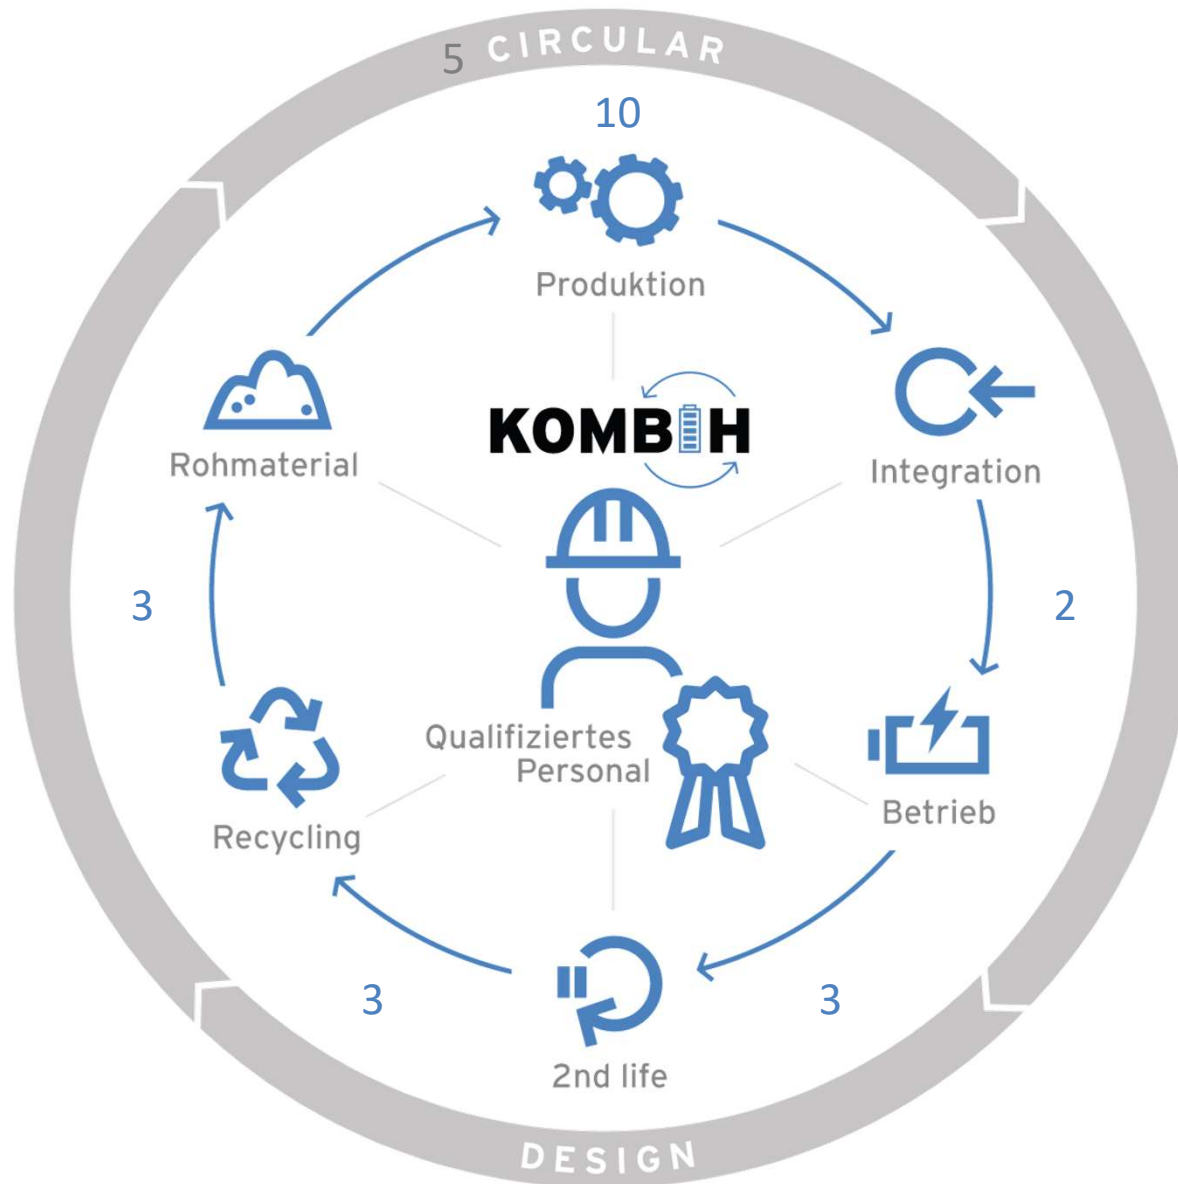 5 CIRCULAR
10
Produktion
KOMBiH
Rohmaterial
Integration
3
2
Qualifiziertes
Personal
Betrieb
Recycling
3
3
2nd life
DESIGN